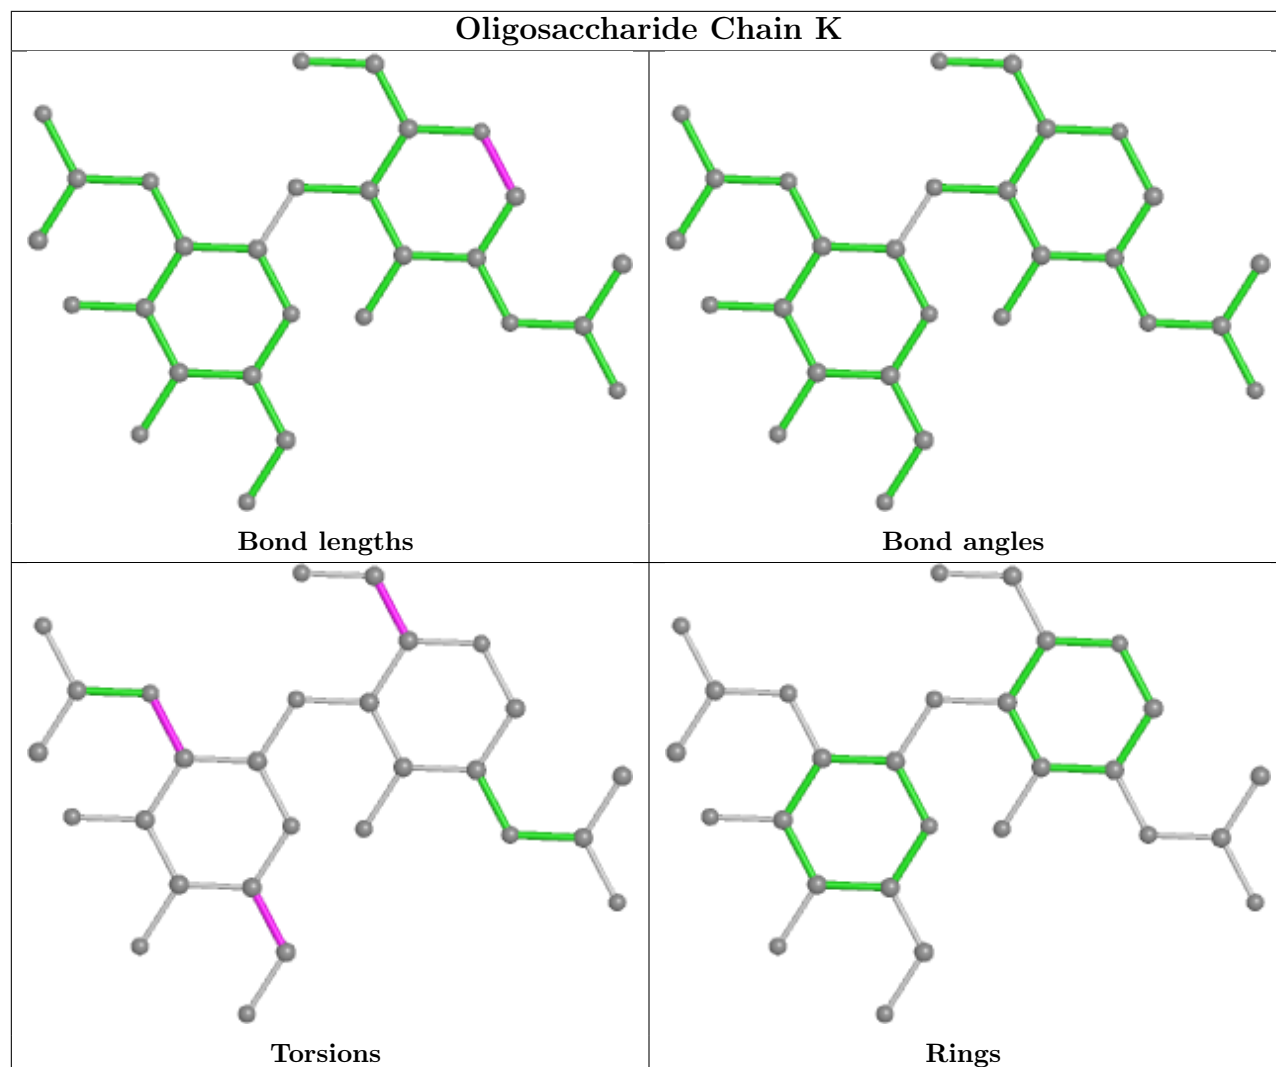 Oligosaccharide Chain K
Bond lengths
Bond angles
Torsions
Rings